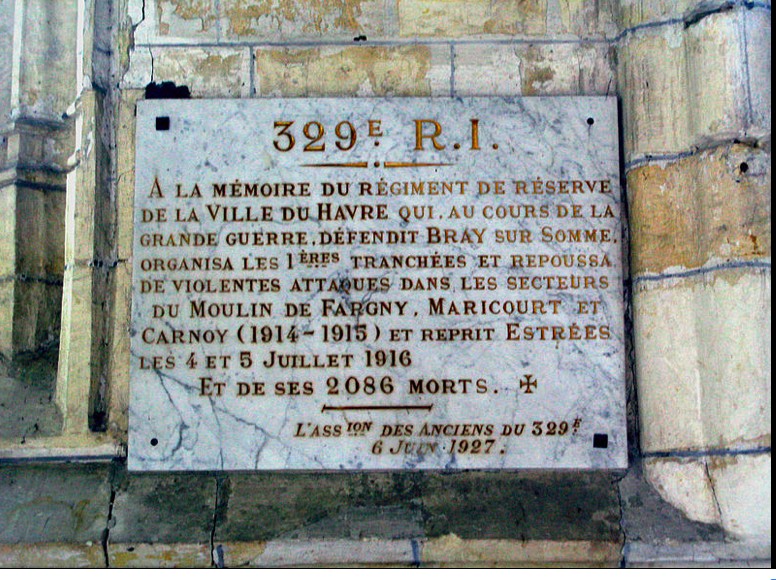 329E R.I.
A LA MÉMOIRE DU RÉGIMENT DE RÉSERVE
DE LA VILLE DU HAVRE QUI. AU COURS DE LA
GRANDE GUERRE. DÉFENDIT BRAY SUR SOMME.
ORGANISA LES 1ÈRES TRANCHÉES ET REPOUSSA
DE VIOLENTES ATTAQUES DANS LES SECTEURS
DU MOULIN DE FARGNY. MARICOURT ET
CARNOY (1914-1915) ET REPRIT ESTRÉES
LES 4 ET 5 JUILLET 1916
ET DE SES 2086 MORTS. ✠
L'ASSION DES ANCIENS DU 329E
6 JUIN 1927.